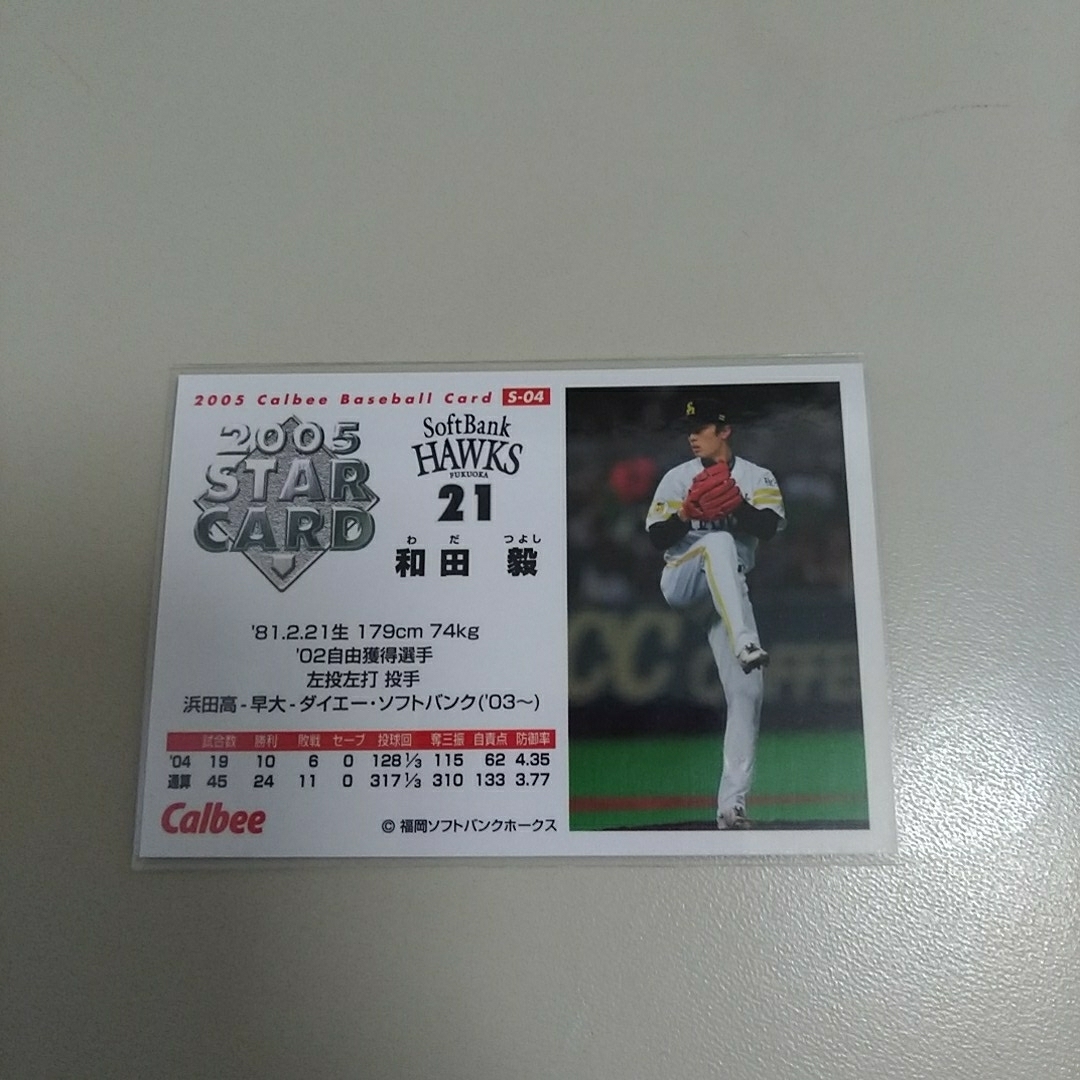 2005 Calbee Baseball Card S-04
2005
STAR
CARD
SoftBank
HAWKS
FUKUOKA
21
わ だ つよし
和田 毅
'81.2.21生 179cm 74kg
'02自由獲得選手
左投左打 投手
浜田高-早大-ダイエー・ソフトバンク('03〜)
試合数 勝利 敗戦 セーブ 投球回 奪三振 自責点 防御率
'04 19 10 6 0 128 1/3 115 62 4.35
通算 45 24 11 0 317 1/3 310 133 3.77
Calbee
© 福岡ソフトバンクホークス